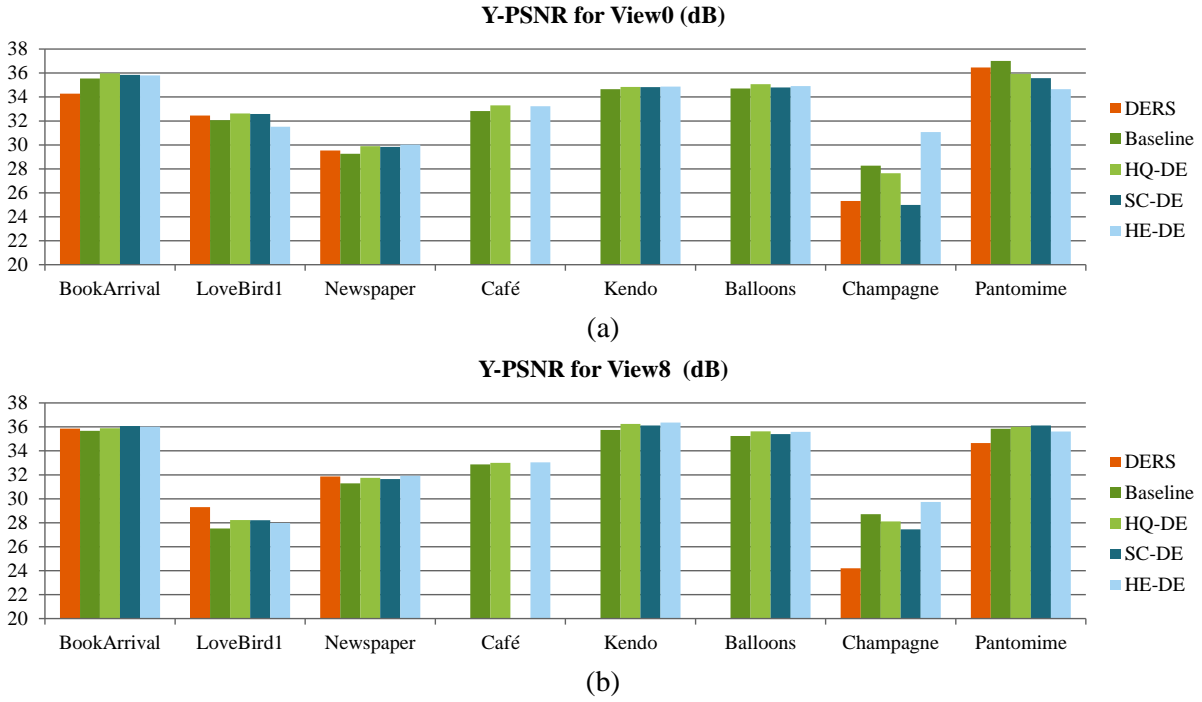 Y-PSNR for View0 (dB)
38
36
34
32
30
28
26
24
22
20
BookArrival LoveBird1 Newspaper Café Kendo Balloons Champagne Pantomime
DERS
Baseline
HQ-DE
SC-DE
HE-DE
(a)
Y-PSNR for View8 (dB)
38
36
34
32
30
28
26
24
22
20
BookArrival LoveBird1 Newspaper Café Kendo Balloons Champagne Pantomime
DERS
Baseline
HQ-DE
SC-DE
HE-DE
(b)